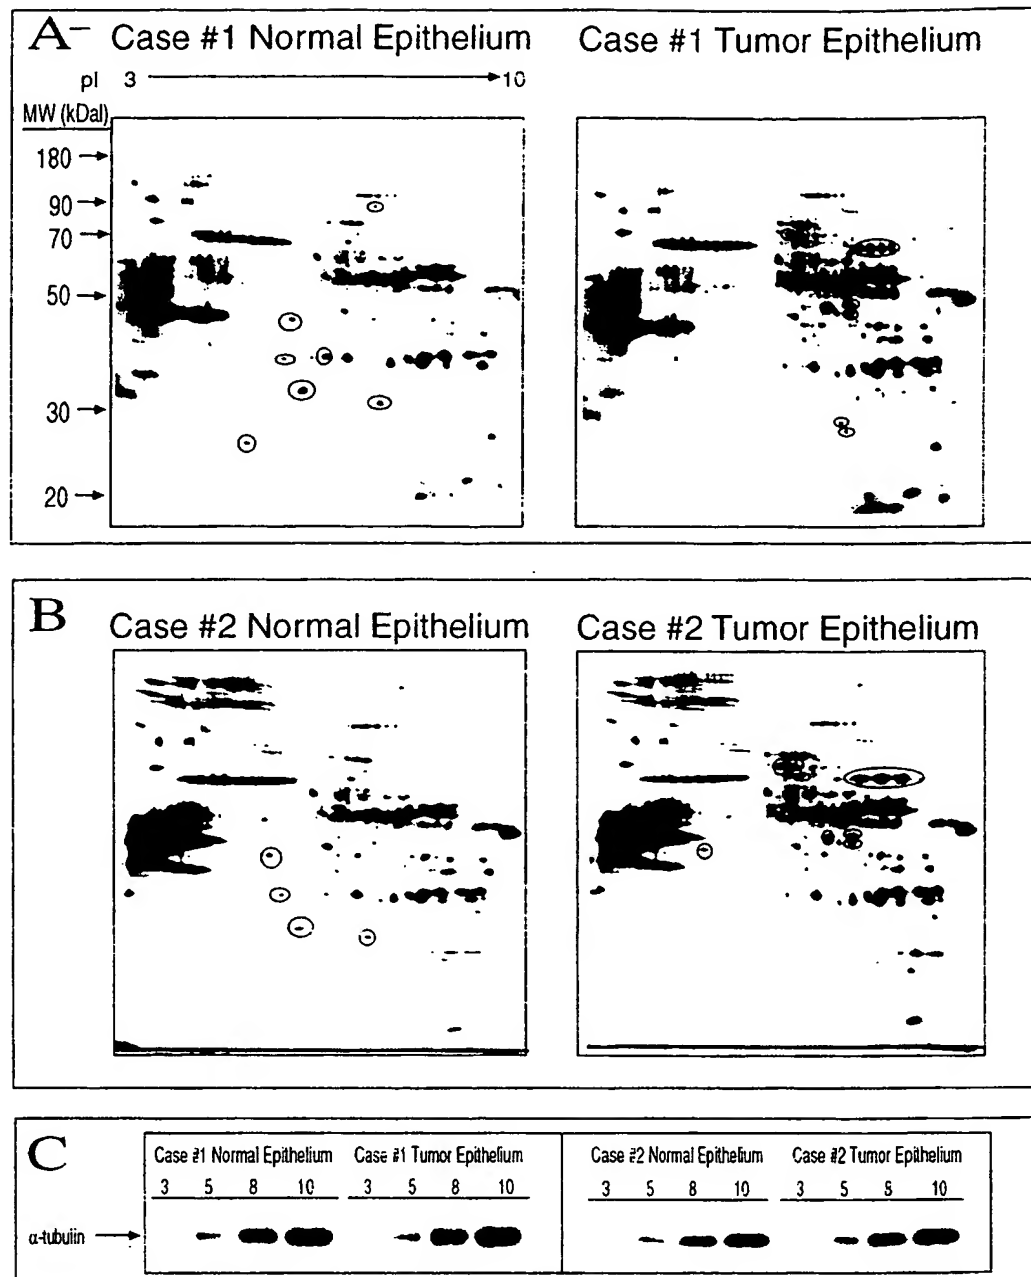 A- Case #1 Normal Epithelium
Case #1 Tumor Epithelium
pI 3 10
MW (kDal)
180
90
70
50
30
20
B Case #2 Normal Epithelium
Case #2 Tumor Epithelium
C
Case #1 Normal Epithelium
Case #1 Tumor Epithelium
Case #2 Normal Epithelium
Case #2 Tumor Epithelium
3 5 8 10
3 5 8 10
3 5 8 10
3 5 8 10
α-tubulin